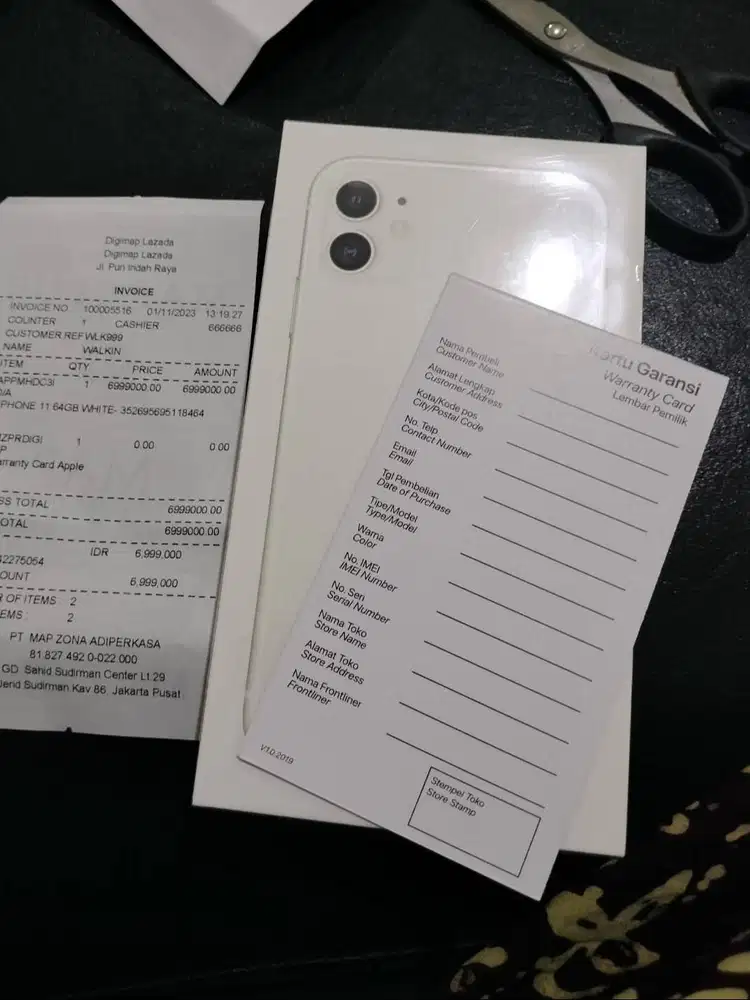 Digimap Lazada
Digimap Lazada
Jl. Puri Indah Raya
INVOICE
INVOICE NO 100005516 01/11/2023 13:19:27
COUNTER 1 CASHIER 666666
CUSTOMER REF WLK999
NAME WALKIN
ITEM QTY PRICE AMOUNT
APPMHDC3I 1 6999000.00 6999000.00
D/A
PHONE 11 64GB WHITE- 352695695118464
ZPRDIGI 1 0.00 0.00
P
arranty Card Apple
SS TOTAL 6999000.00
OTAL 6999000.00
IDR 6,999,000
42275054
OUNT 6,999,000
R OF ITEMS : 2
EMS : 2
PT MAP ZONA ADIPERKASA
81.827.492.0-022.000
GD. Sahid Sudirman Center Lt.29
Jend Sudirman Kav.86, Jakarta Pusat
Kartu Garansi
Warranty Card
Lembar Pemilik
Nama Pembeli
Customer Name
Alamat Lengkap
Customer Address
Kota/Kode pos
City/Postal Code
No. Telp
Contact Number
Email
Email
Tgl Pembelian
Date of Purchase
Tipe/Model
Type/Model
Warna
Color
No. IMEI
IMEI Number
No. Seri
Serial Number
Nama Toko
Store Name
Alamat Toko
Store Address
Nama Frontliner
Frontliner
V1.0.2019
Stempel Toko
Store Stamp